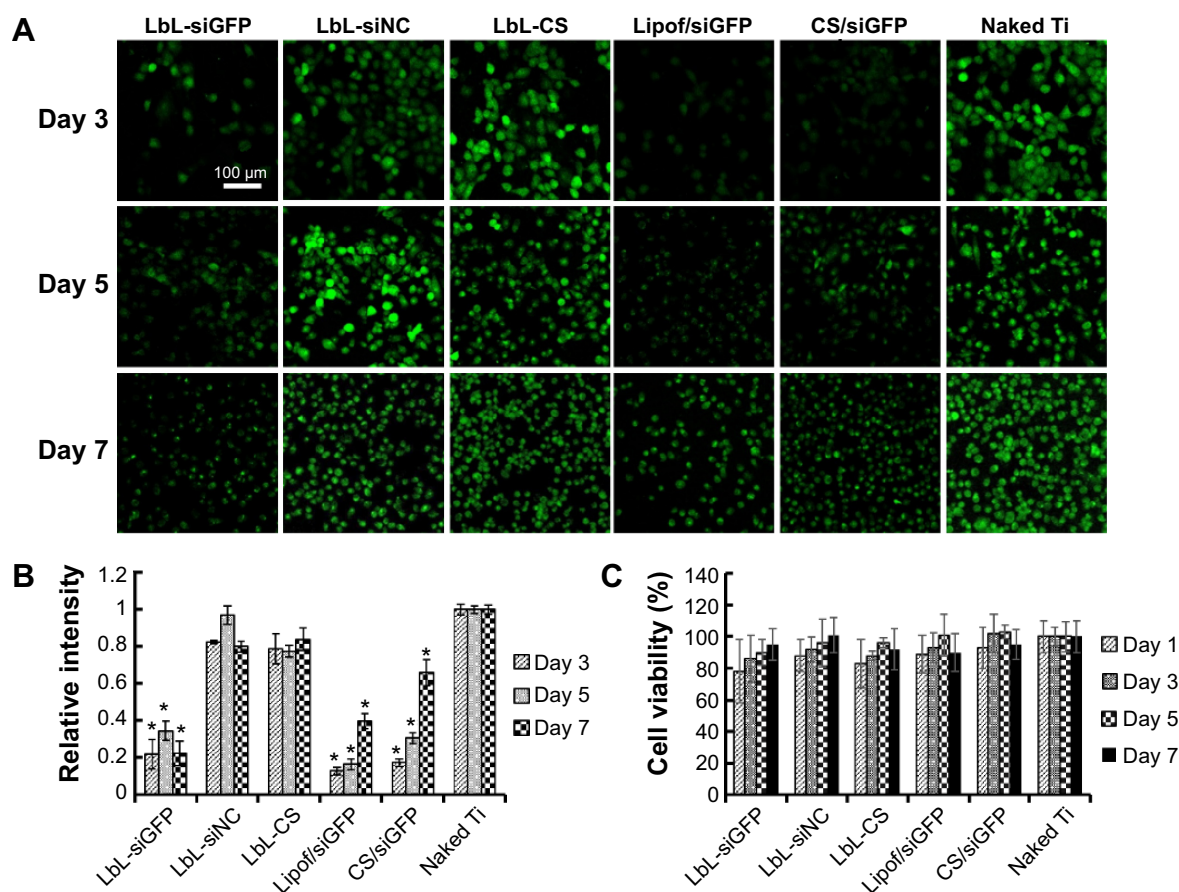 A
LbL-siGFP LbL-siNC LbL-CS Lipof/siGFP CS/siGFP Naked Ti
Day 3
100 µm
Day 5
Day 7
B
Relative intensity
1.2
1
0.8
0.6
0.4
0.2
0
* * *
* * *
* * *
LbL-siGFP
LbL-siNC
LbL-CS
Lipof/siGFP
CS/siGFP
Naked Ti
Day 3
Day 5
Day 7
C
Cell viability (%)
140
120
100
80
60
40
20
0
LbL-siGFP
LbL-siNC
LbL-CS
Lipof/siGFP
CS/siGFP
Naked Ti
Day 1
Day 3
Day 5
Day 7